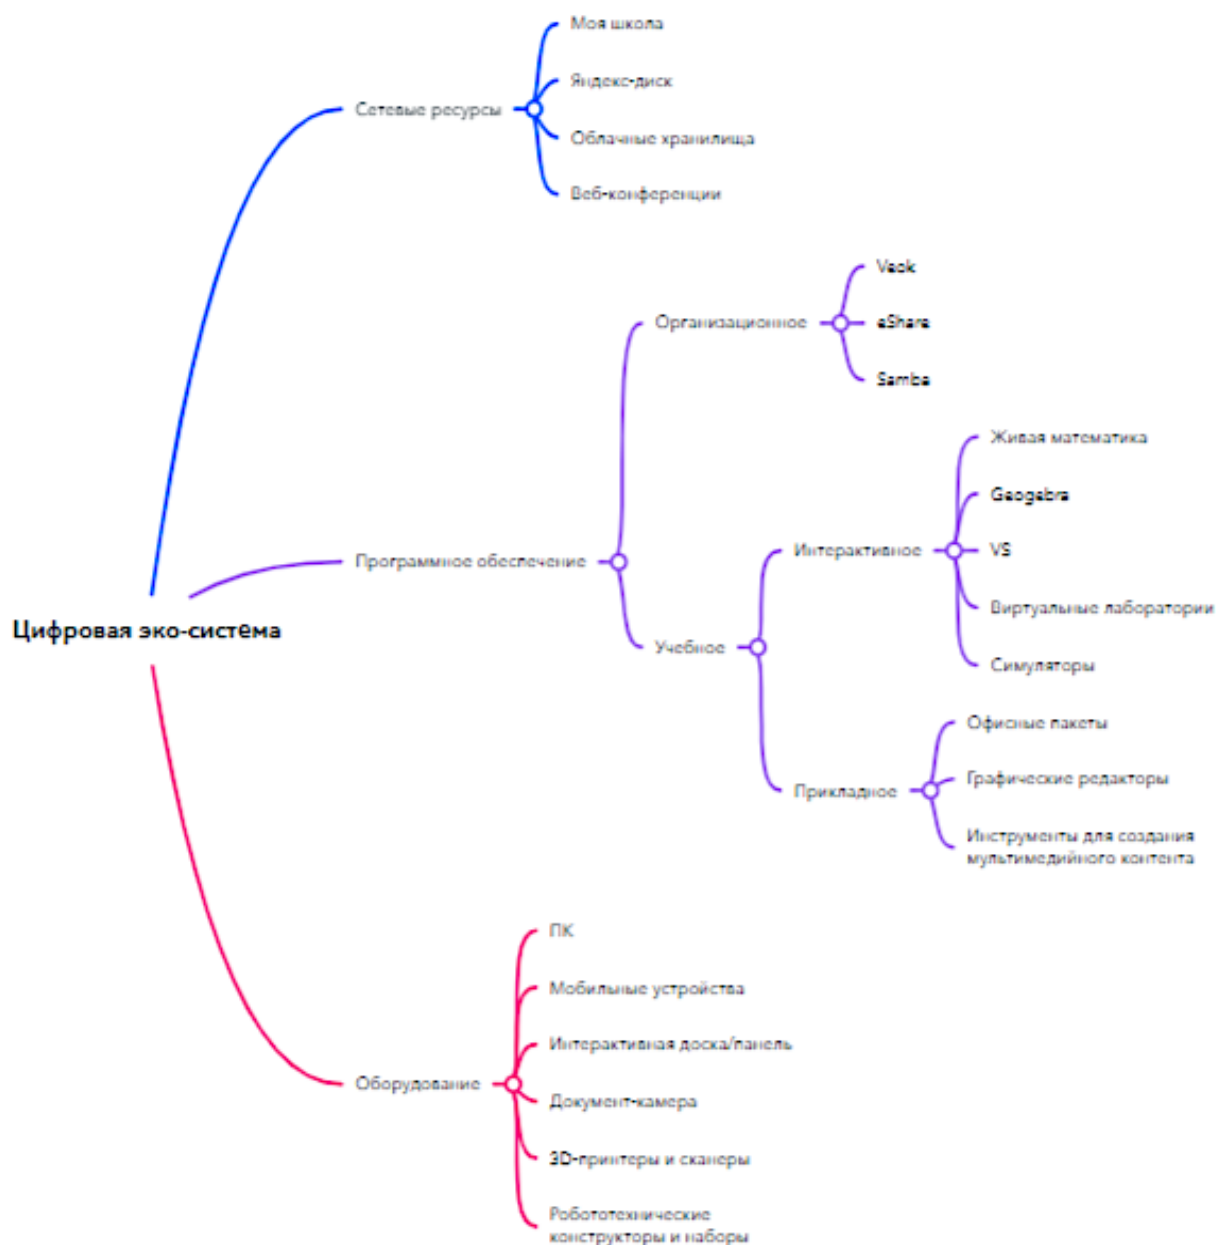 Моя школа
Яндекс-диск
Сетевые ресурсы
Облачные хранилища
Веб-конференции
Veok
Организационное
eShare
Samba
Живая математика
Geogebra
Интерактивное
VS
Программное обеспечение
Виртуальные лаборатории
Цифровая эко-система
Учебное
Симуляторы
Офисные пакеты
Графические редакторы
Прикладное
Инструменты для создания
мультимедийного контента
ПК
Мобильные устройства
Интерактивная доска/панель
Оборудование
Документ-камера
3D-принтеры и сканеры
Робототехнические
конструкторы и наборы